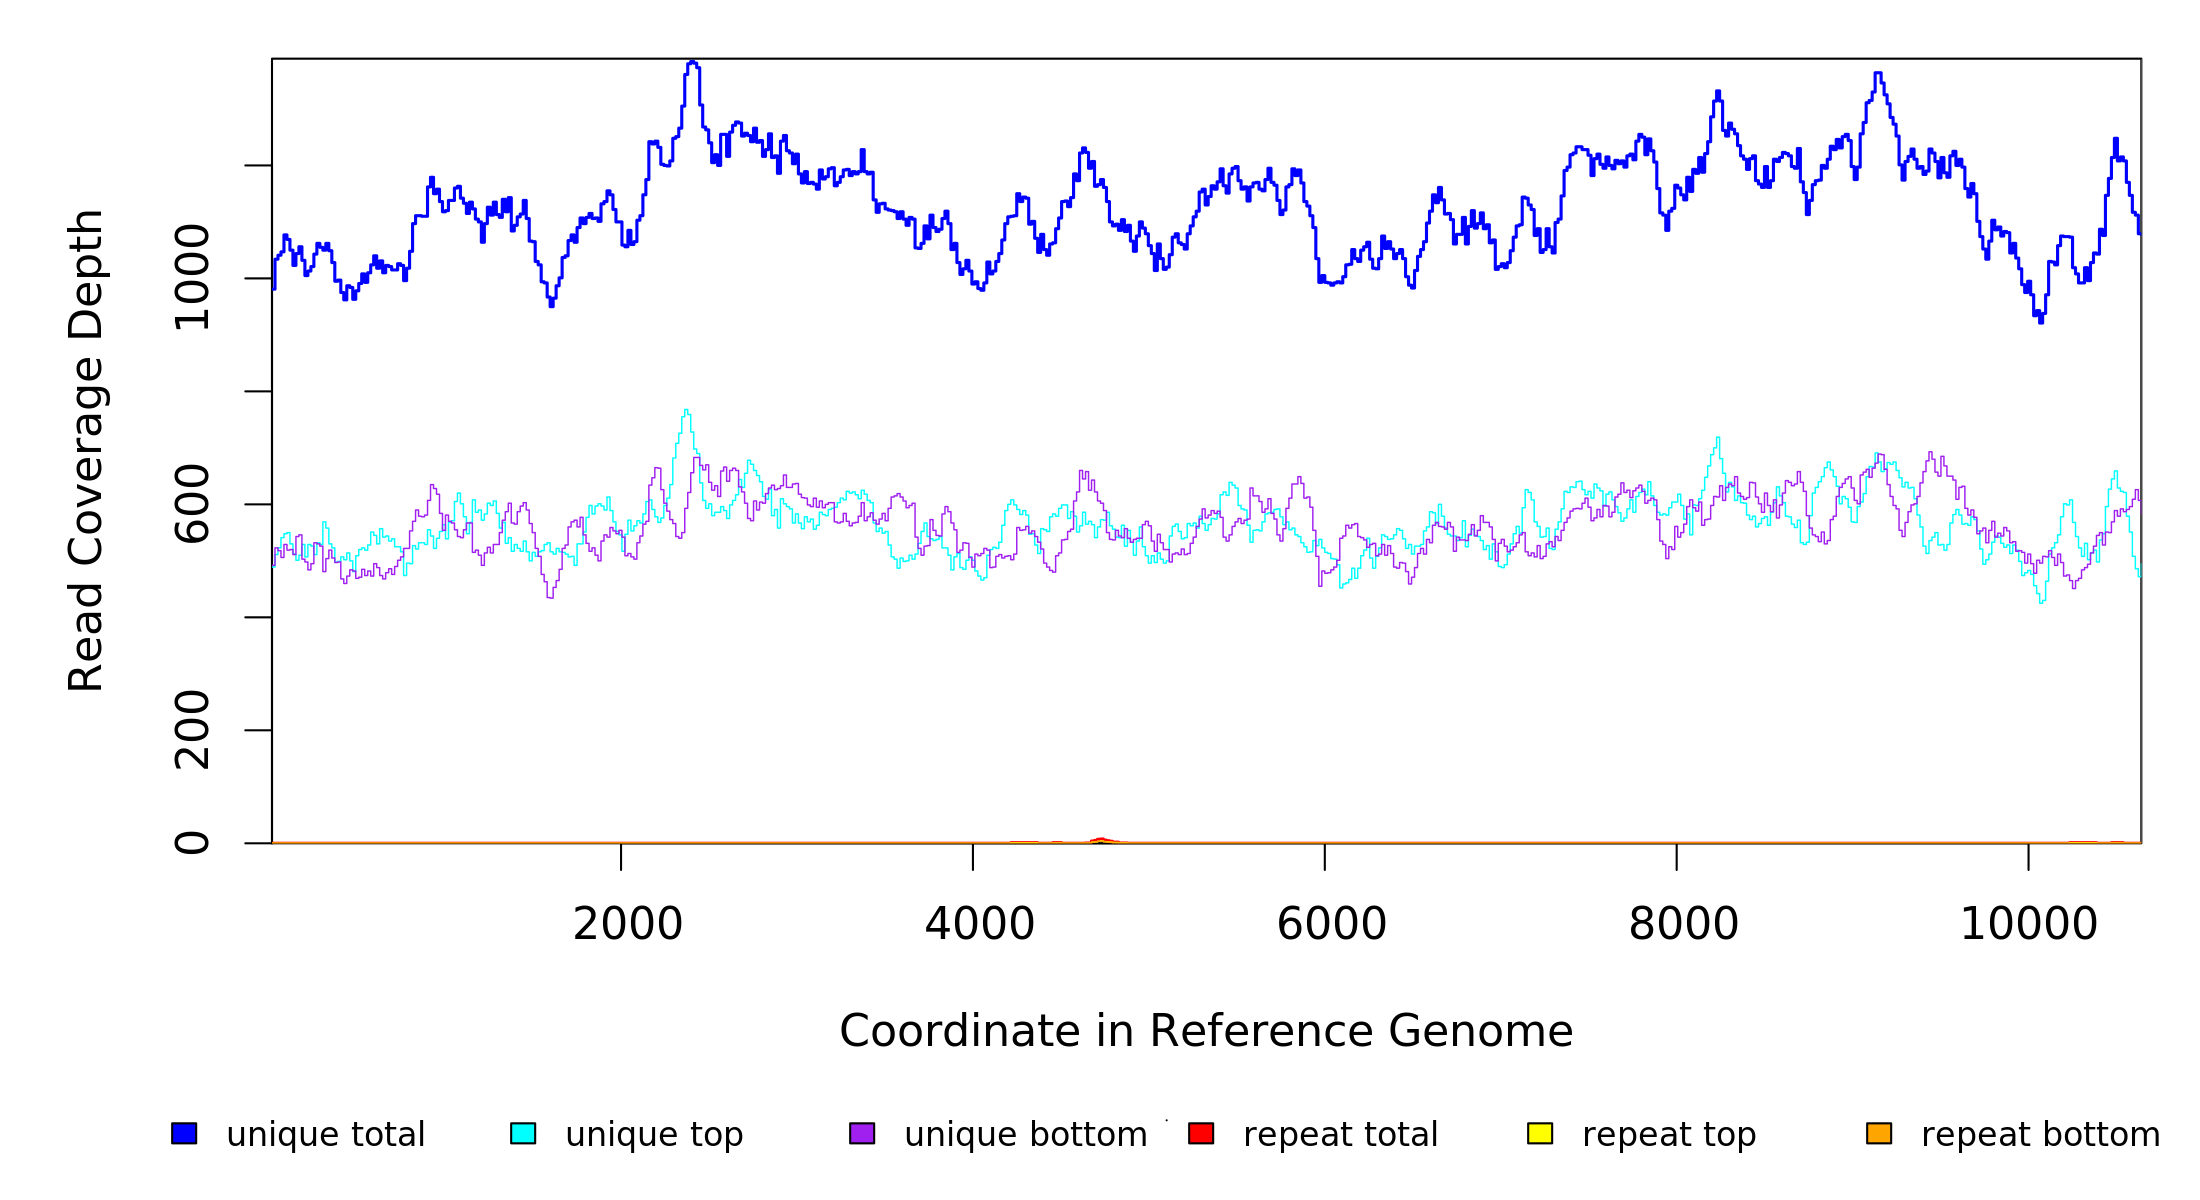 Read Coverage Depth
1000
600
200
0
2000 4000 6000 8000 10000
Coordinate in Reference Genome
unique total unique top unique bottom repeat total repeat top repeat bottom